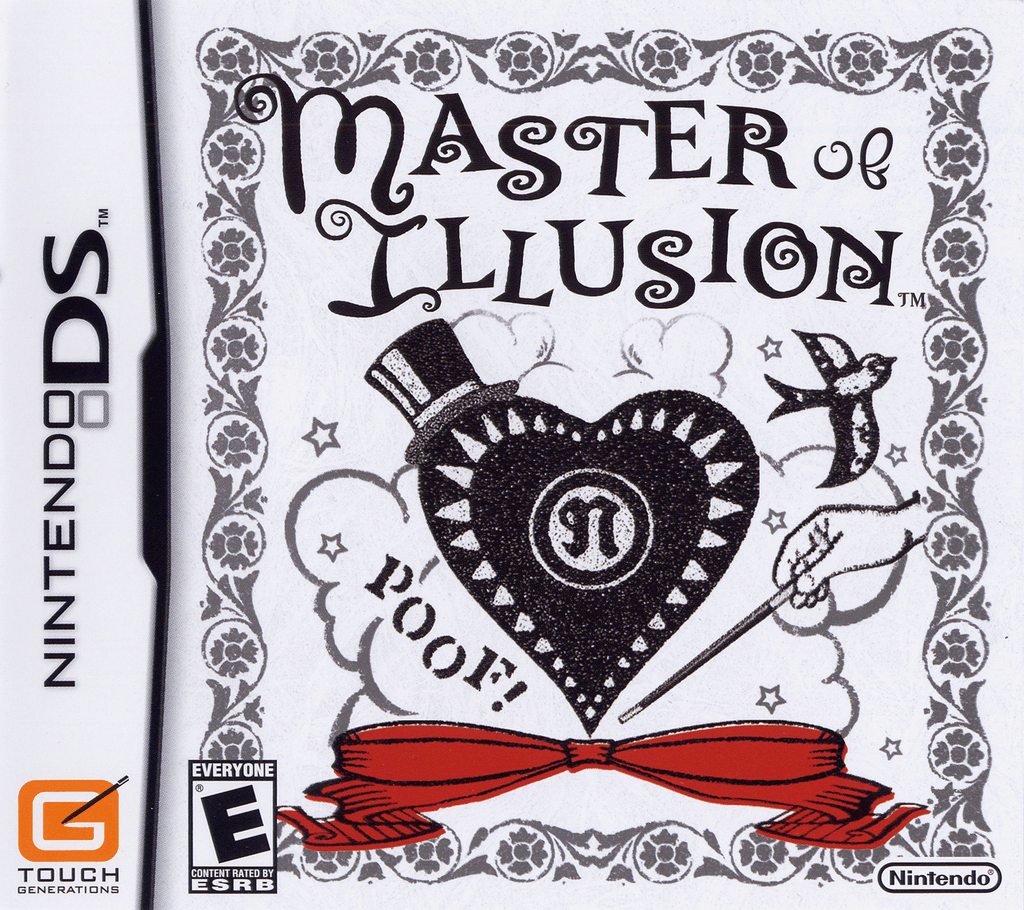 MASTER of
ILLUSION™
NINTENDO DS™
n
POOF!
TOUCH
GENERATIONS
EVERYONE
®
E
CONTENT RATED BY
ESRB
Nintendo®